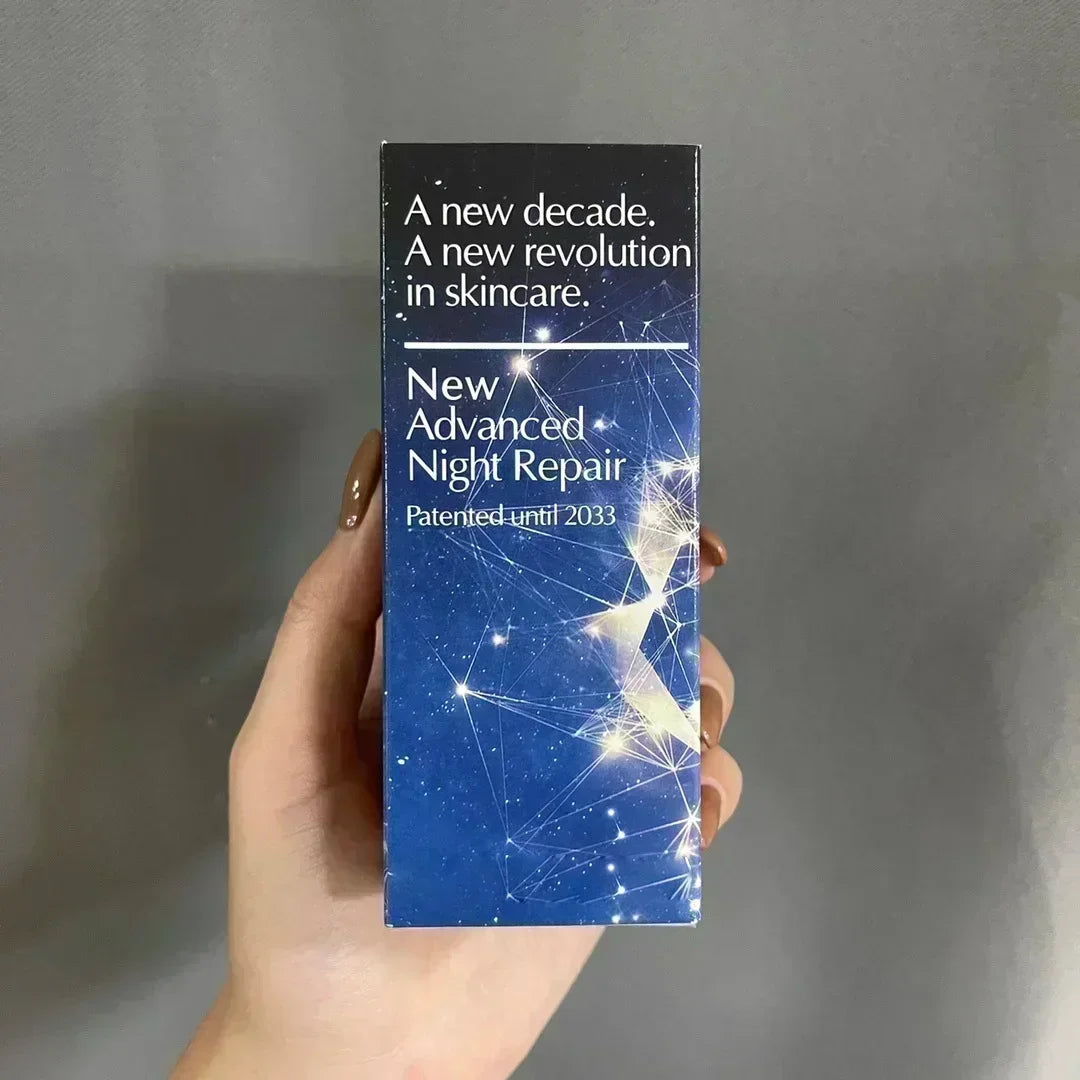 A new decade.
A new revolution
in skincare.
New
Advanced
Night Repair
Patented until 2033